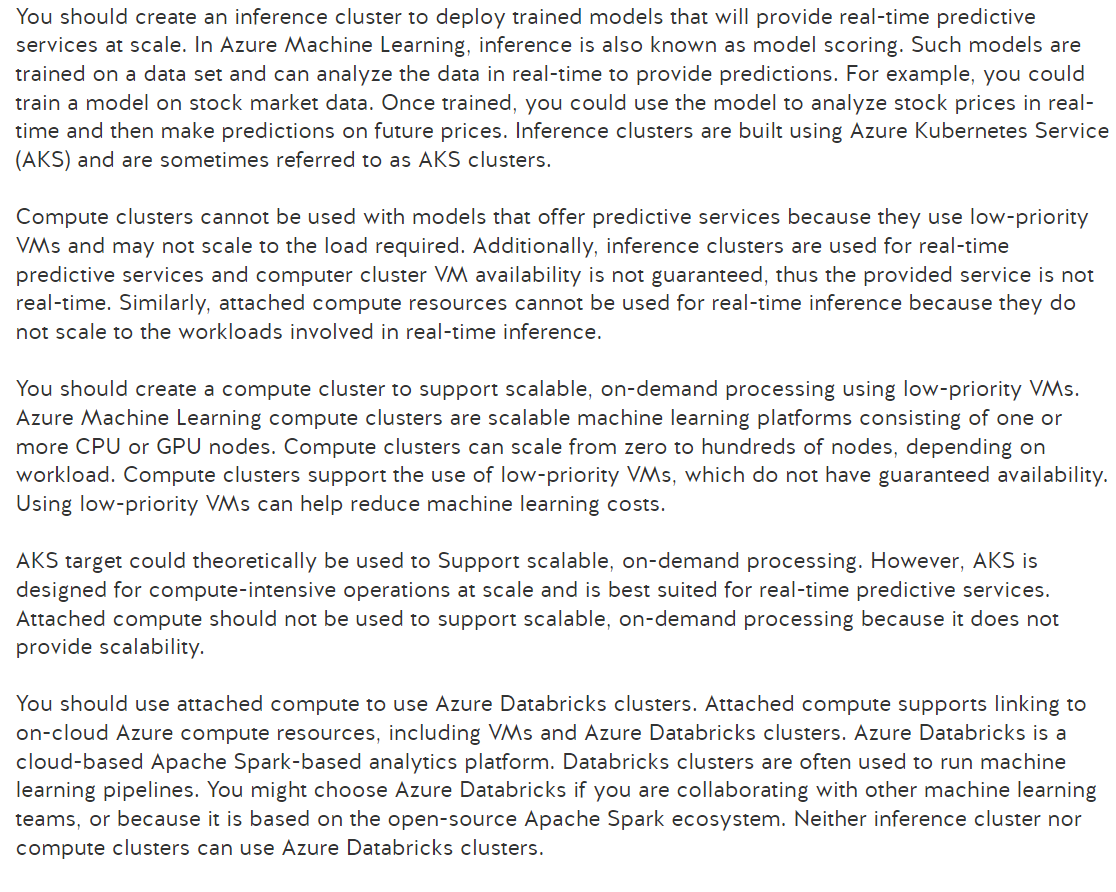 You should create an inference cluster to deploy trained models that will provide real-time predictive
services at scale. In Azure Machine Learning, inference is also known as model scoring. Such models are
trained on a data set and can analyze the data in real-time to provide predictions. For example, you could
train a model on stock market data. Once trained, you could use the model to analyze stock prices in real-
time and then make predictions on future prices. Inference clusters are built using Azure Kubernetes Service
(AKS) and are sometimes referred to as AKS clusters.
Compute clusters cannot be used with models that offer predictive services because they use low-priority
VMs and may not scale to the load required. Additionally, inference clusters are used for real-time
predictive services and computer cluster VM availability is not guaranteed, thus the provided service is not
real-time. Similarly, attached compute resources cannot be used for real-time inference because they do
not scale to the workloads involved in real-time inference.
You should create a compute cluster to support scalable, on-demand processing using low-priority VMs.
Azure Machine Learning compute clusters are scalable machine learning platforms consisting of one or
more CPU or GPU nodes. Compute clusters can scale from zero to hundreds of nodes, depending on
workload. Compute clusters support the use of low-priority VMs, which do not have guaranteed availability.
Using low-priority VMs can help reduce machine learning costs.
AKS target could theoretically be used to Support scalable, on-demand processing. However, AKS is
designed for compute-intensive operations at scale and is best suited for real-time predictive services.
Attached compute should not be used to support scalable, on-demand processing because it does not
provide scalability.
You should use attached compute to use Azure Databricks clusters. Attached compute supports linking to
on-cloud Azure compute resources, including VMs and Azure Databricks clusters. Azure Databricks is a
cloud-based Apache Spark-based analytics platform. Databricks clusters are often used to run machine
learning pipelines. You might choose Azure Databricks if you are collaborating with other machine learning
teams, or because it is based on the open-source Apache Spark ecosystem. Neither inference cluster nor
compute clusters can use Azure Databricks clusters.